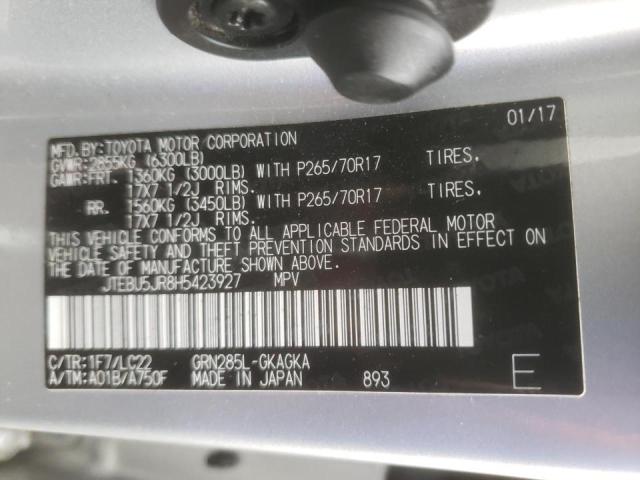 01/17
MFD.BY:TOYOTA MOTOR CORPORATION
GVWR:2855KG (6300LB)
GAWR:FRT. 1360KG (3000LB) WITH P265/70R17 TIRES,
17X7 1/2J RIMS.
RR. 1560KG (3450LB) WITH P265/70R17 TIRES,
17X7 1/2J RIMS.
THIS VEHICLE CONFORMS TO ALL APPLICABLE FEDERAL MOTOR
VEHICLE SAFETY AND THEFT PREVENTION STANDARDS IN EFFECT ON
THE DATE OF MANUFACTURE SHOWN ABOVE.
JTEBU5JR8H5423927 MPV
C/TR:1F7/LC22 GRN285L-GKAGKA
A/TM:A01B/A750F MADE IN JAPAN 893 E